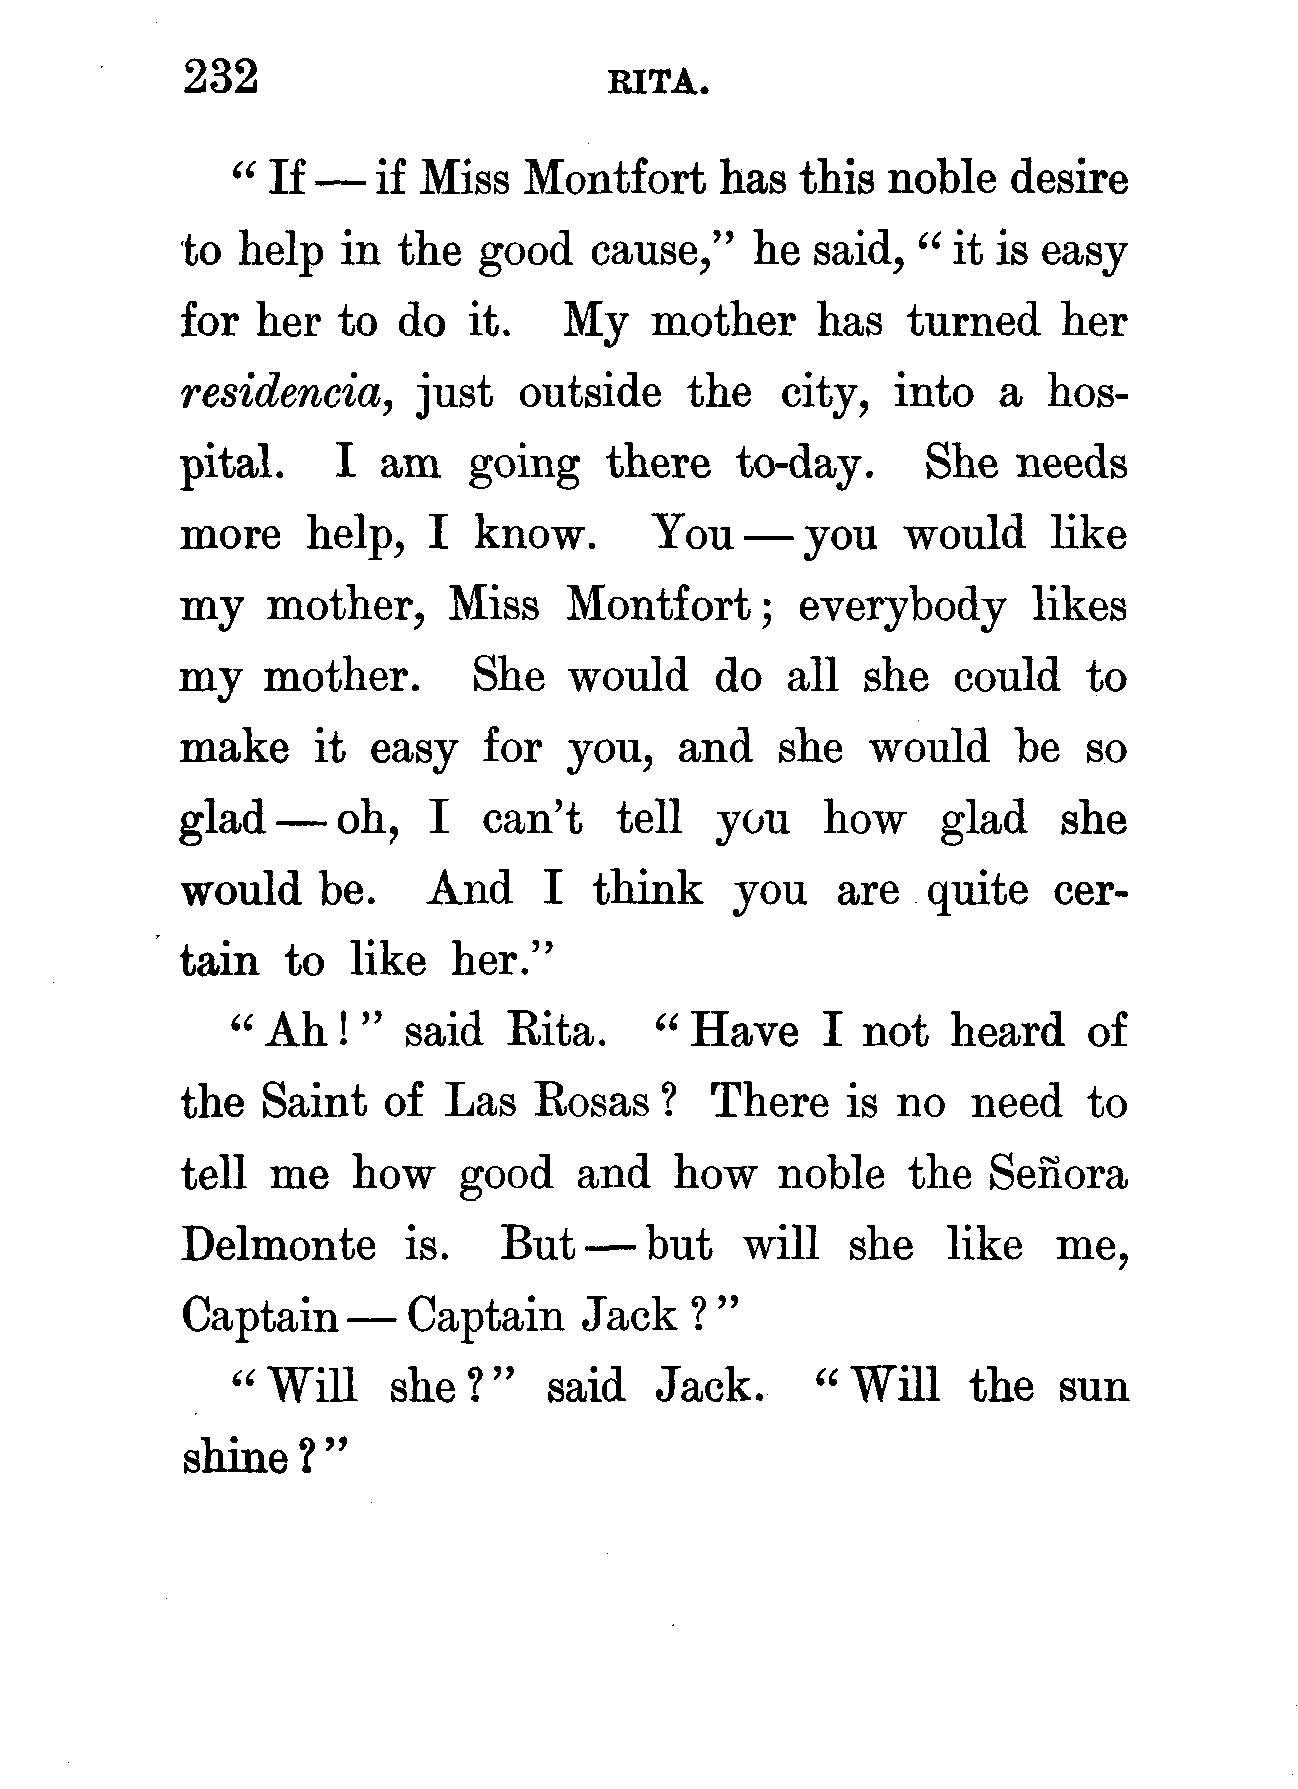 232 RITA.
“ If — if Miss Montfort has this noble desire
to help in the good cause,” he said, “ it is easy
for her to do it. My mother has turned her
residencia, just outside the city, into a hos-
pital. I am going there to-day. She needs
more help, I know. You — you would like
my mother, Miss Montfort ; everybody likes
my mother. She would do all she could to
make it easy for you, and she would be so
glad — oh, I can’t tell you how glad she
would be. And I think you are quite cer-
tain to like her.”
“ Ah ! ” said Rita. “ Have I not heard of
the Saint of Las Rosas ? There is no need to
tell me how good and how noble the Señora
Delmonte is. But — but will she like me,
Captain — Captain Jack ? ”
“ Will she ? ” said Jack. “ Will the sun
shine ? ”